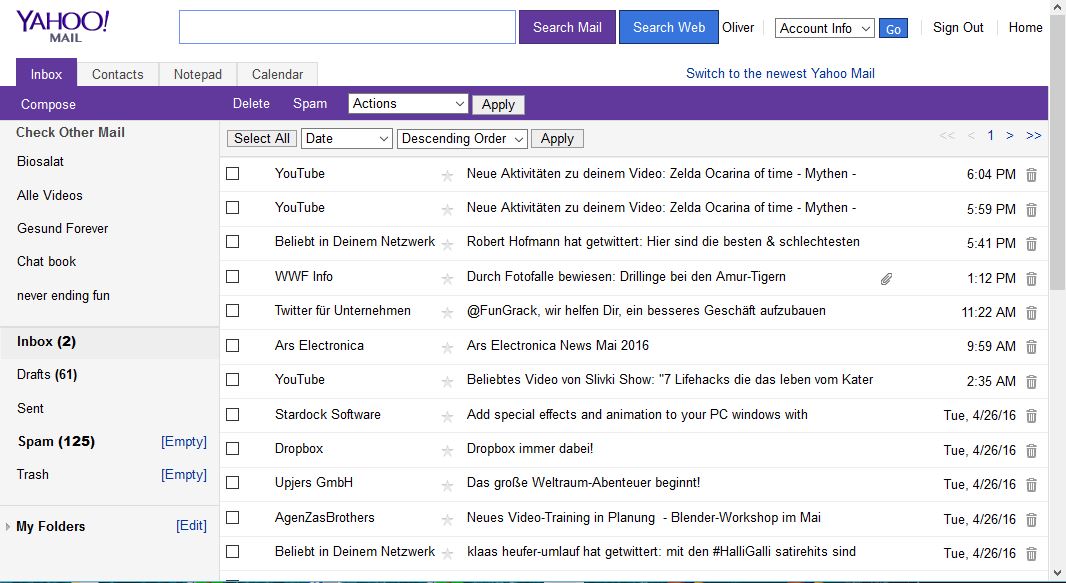 YAHOO! MAIL
Search Mail Search Web Oliver Account Info Go Sign Out Home
Inbox Contacts Notepad Calendar Switch to the newest Yahoo Mail
Compose Delete Spam Actions Apply
Check Other Mail
Biosalat
Alle Videos
Gesund Forever
Chat book
never ending fun
Inbox (2)
Drafts (61)
Sent
Spam (125) [Empty]
Trash [Empty]
My Folders [Edit]
Select All Date Descending Order Apply << < 1 > >>
YouTube Neue Aktivitäten zu deinem Video: Zelda Ocarina of time - Mythen - 6:04 PM
YouTube Neue Aktivitäten zu deinem Video: Zelda Ocarina of time - Mythen - 5:59 PM
Beliebt in Deinem Netzwerk Robert Hofmann hat getwittert: Hier sind die besten & schlechtesten 5:41 PM
WWF Info Durch Fotofalle bewiesen: Drillinge bei den Amur-Tigern 1:12 PM
Twitter für Unternehmen @FunGrack, wir helfen Dir, ein besseres Geschäft aufzubauen 11:22 AM
Ars Electronica Ars Electronica News Mai 2016 9:59 AM
YouTube Beliebtes Video von Slivki Show: "7 Lifehacks die das leben vom Kater 2:35 AM
Stardock Software Add special effects and animation to your PC windows with Tue, 4/26/16
Dropbox Dropbox immer dabei! Tue, 4/26/16
Upjers GmbH Das große Weltraum-Abenteuer beginnt! Tue, 4/26/16
AgenZasBrothers Neues Video-Training in Planung - Blender-Workshop im Mai Tue, 4/26/16
Beliebt in Deinem Netzwerk klaas heufer-umlauf hat getwittert: mit den #HalliGalli satirehits sind Tue, 4/26/16